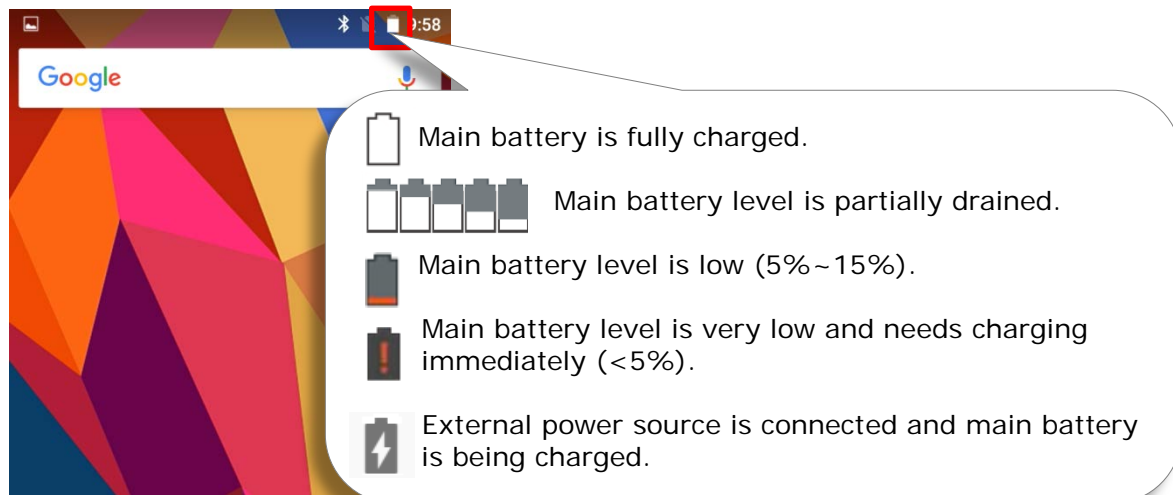 9:58
Google
Main battery is fully charged.
Main battery level is partially drained.
Main battery level is low (5%~15%).
Main battery level is very low and needs charging
immediately (<5%).
External power source is connected and main battery
is being charged.